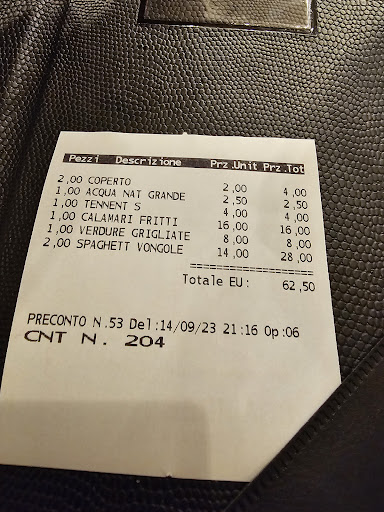 Pezzi Descrizione Prz.Unit Prz.Tot
2,00 COPERTO 2,00 4,00
1,00 ACQUA NAT GRANDE 2,50 2,50
1,00 TENNENT S 4,00 4,00
1,00 CALAMARI FRITTI 16,00 16,00
1,00 VERDURE GRIGLIATE 8,00 8,00
2,00 SPAGHETT VONGOLE 14,00 28,00
=====================
Totale EU: 62,50
PRECONTO N.53 Del:14/09/23 21:16 Op:06
CNT N. 204